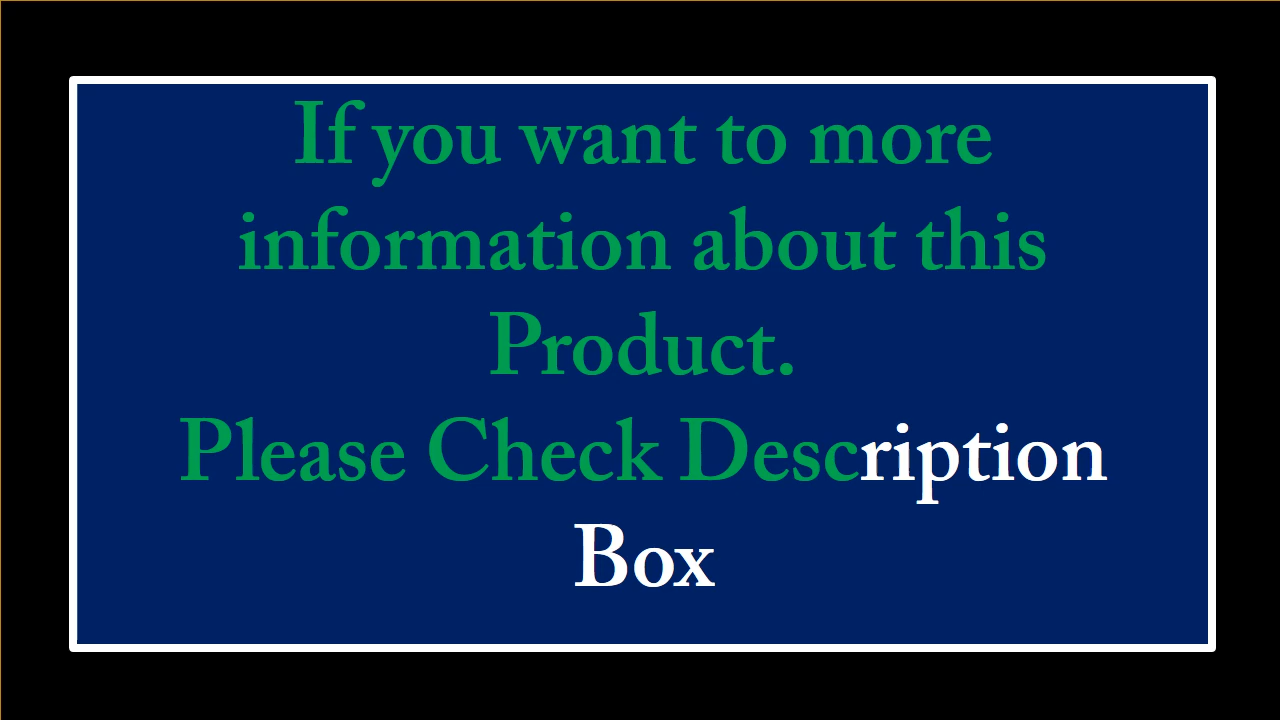 If you want to more
information about this
Product.
Please Check Description
Box